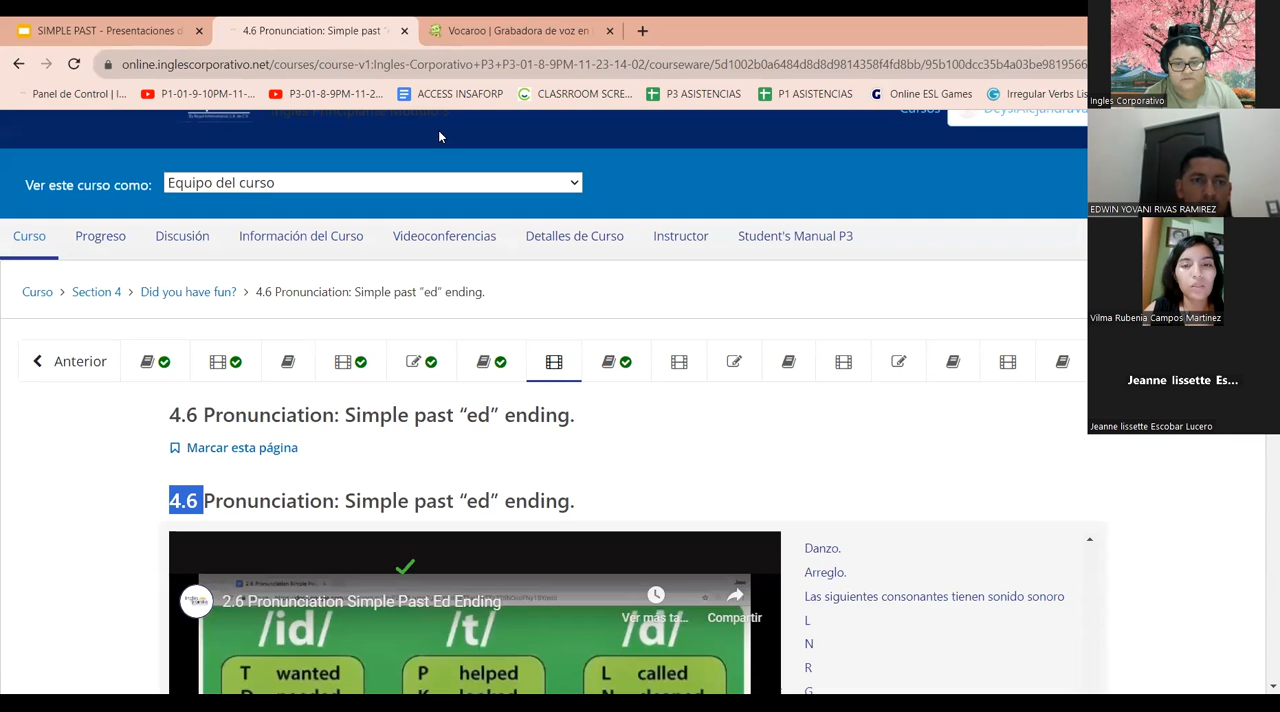 SIMPLE PAST - Presentaciones d
4.6 Pronunciation: Simple past "
Vocaroo | Grabadora de voz en
online.inglescorporativo.net/courses/course-v1:Ingles-Corporativo+P3+P3-01-8-9PM-11-23-14-02/courseware/5d1002b0a6484d8d8d9814358f4fd8bb/95b100dcc35b4a03be9819566
Panel de Control | I...
P1-01-9-10PM-11-...
P3-01-8-9PM-11-2...
ACCESS INSAFORP
CLASRROOM SCRE...
P3 ASISTENCIAS
P1 ASISTENCIAS
Online ESL Games
Irregular Verbs Lis
Ingles Corporativo
Ver este curso como:
Equipo del curso
EDWIN YOVANI RIVAS RAMIREZ
Curso
Progreso
Discusión
Información del Curso
Videoconferencias
Detalles de Curso
Instructor
Student's Manual P3
Curso > Section 4 > Did you have fun? > 4.6 Pronunciation: Simple past “ed” ending.
Vilma Rubenia Campos Martinez
Anterior
Jeanne lissette Es...
Jeanne lissette Escobar Lucero
4.6 Pronunciation: Simple past “ed” ending.
Marcar esta página
4.6 Pronunciation: Simple past “ed” ending.
2.6 Pronunciation Simple Past Ed Ending
Ver más ta...
Compartir
/id/ /t/ /d/
T wanted
P helped
L called
Danzo.
Arreglo.
Las siguientes consonantes tienen sonido sonoro
L
N
R
G